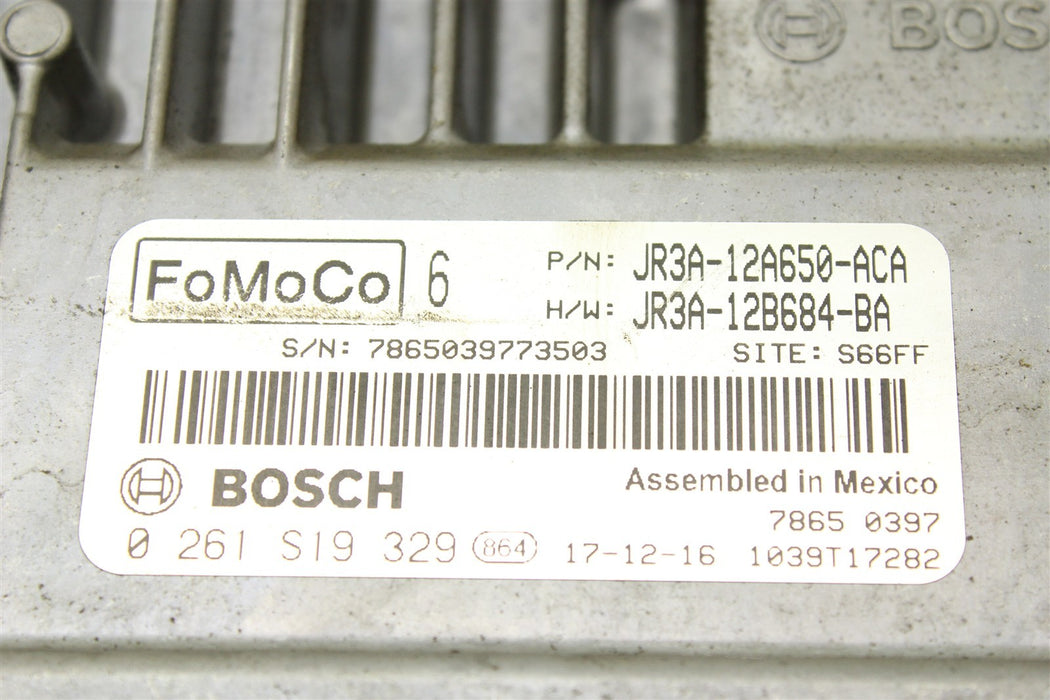 BOS
FoMoCo 6 P/N: JR3A-12A650-ACA
H/W: JR3A-12B684-BA
S/N: 7865039773503 SITE: S66FF
BOSCH Assembled in Mexico
7865 0397
0 261 S19 329 864 17-12-16 1039T17282